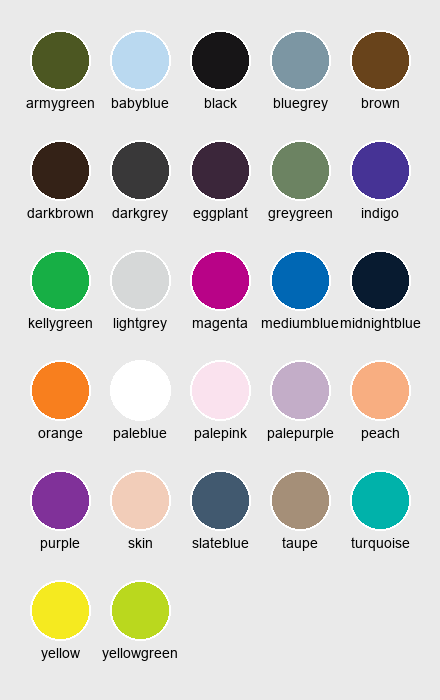 armygreen babyblue black bluegrey brown
darkbrown darkgrey eggplant greygreen indigo
kellygreen lightgrey magenta mediumblue midnightblue
orange paleblue palepink palepurple peach
purple skin slateblue taupe turquoise
yellow yellowgreen